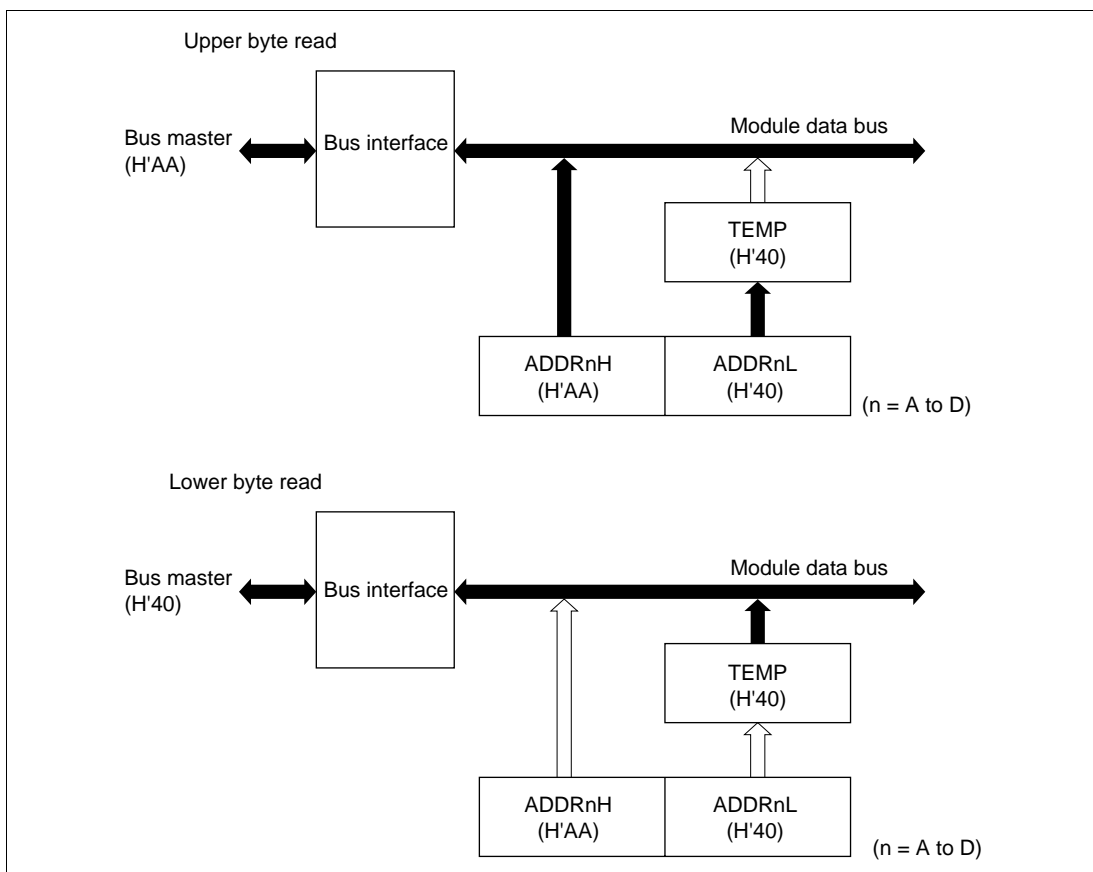 Upper byte read
Bus master
(H'AA)
Bus interface
Module data bus
TEMP
(H'40)
ADDRnH
(H'AA)
ADDRnL
(H'40)
(n = A to D)
Lower byte read
Bus master
(H'40)
Bus interface
Module data bus
TEMP
(H'40)
ADDRnH
(H'AA)
ADDRnL
(H'40)
(n = A to D)